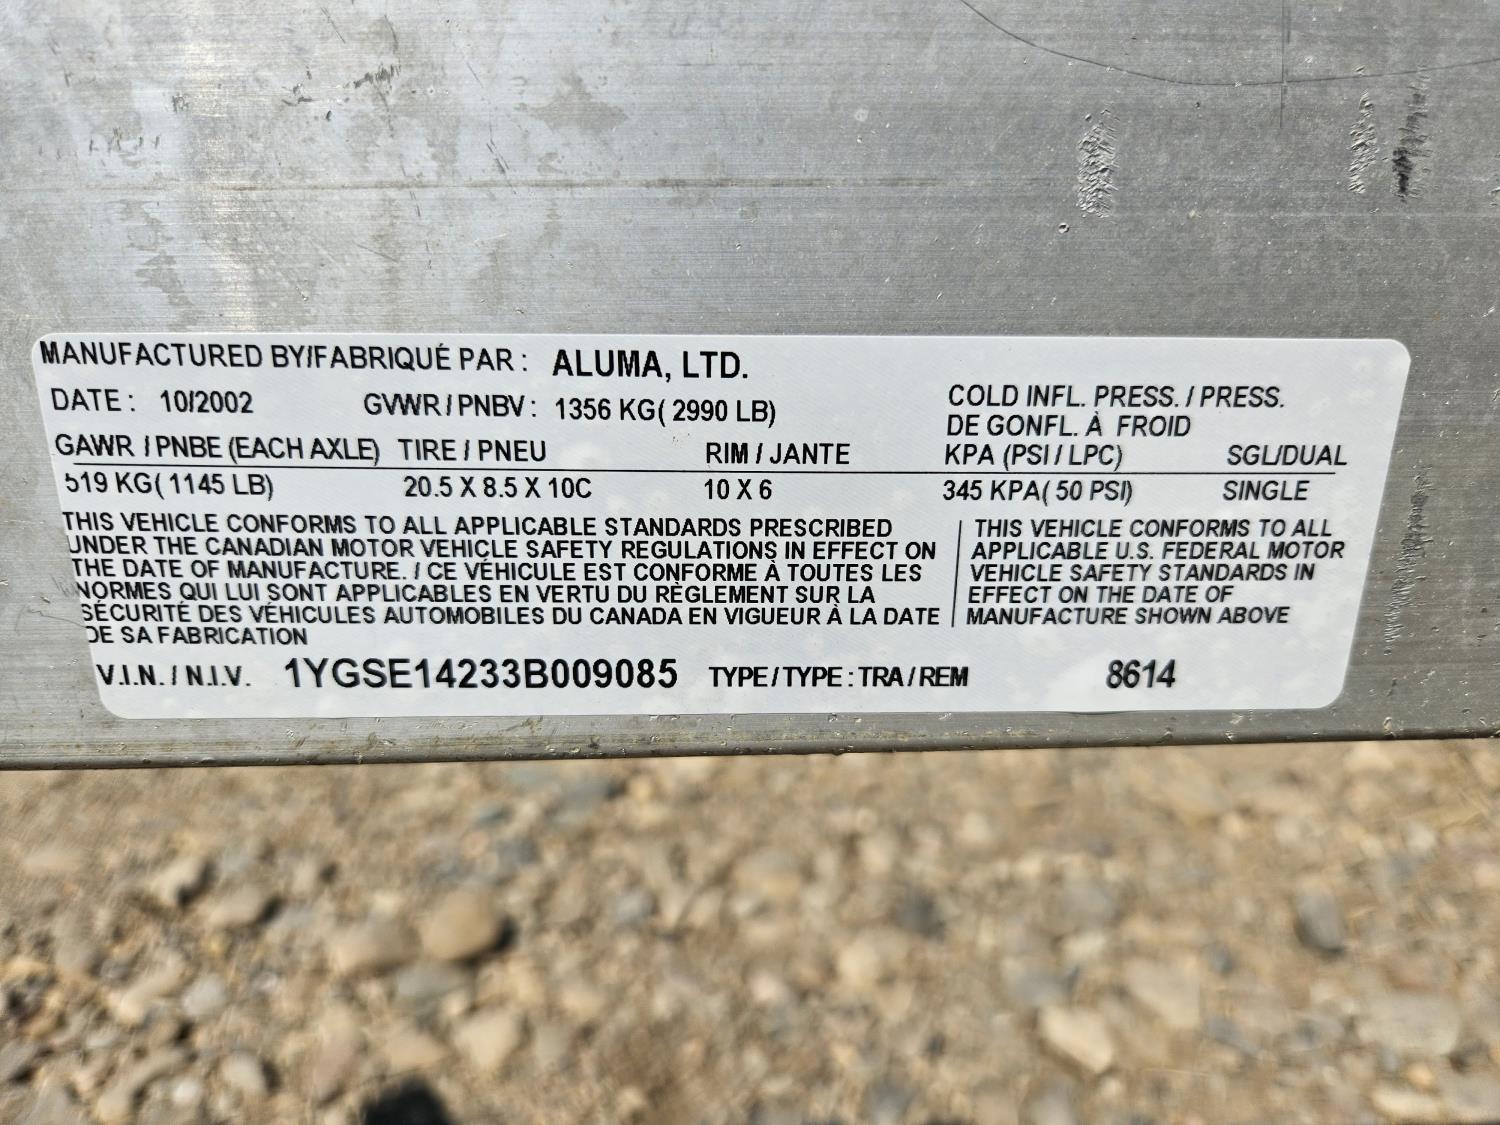 MANUFACTURED BY/FABRIQUÉ PAR : ALUMA, LTD.
DATE : 10/2002 GVWR / PNBV : 1356 KG( 2990 LB)
COLD INFL. PRESS. / PRESS.
DE GONFL. À FROID
GAWR / PNBE (EACH AXLE) TIRE / PNEU RIM / JANTE KPA (PSI / LPC) SGL/DUAL
519 KG( 1145 LB) 20.5 X 8.5 X 10C 10 X 6 345 KPA( 50 PSI) SINGLE
THIS VEHICLE CONFORMS TO ALL APPLICABLE STANDARDS PRESCRIBED
UNDER THE CANADIAN MOTOR VEHICLE SAFETY REGULATIONS IN EFFECT ON
THE DATE OF MANUFACTURE. / CE VÉHICULE EST CONFORME À TOUTES LES
NORMES QUI LUI SONT APPLICABLES EN VERTU DU RÈGLEMENT SUR LA
SÉCURITÉ DES VÉHICULES AUTOMOBILES DU CANADA EN VIGUEUR À LA DATE
DE SA FABRICATION
THIS VEHICLE CONFORMS TO ALL
APPLICABLE U.S. FEDERAL MOTOR
VEHICLE SAFETY STANDARDS IN
EFFECT ON THE DATE OF
MANUFACTURE SHOWN ABOVE
V.I.N. / N.I.V. 1YGSE14233B009085 TYPE / TYPE : TRA / REM 8614